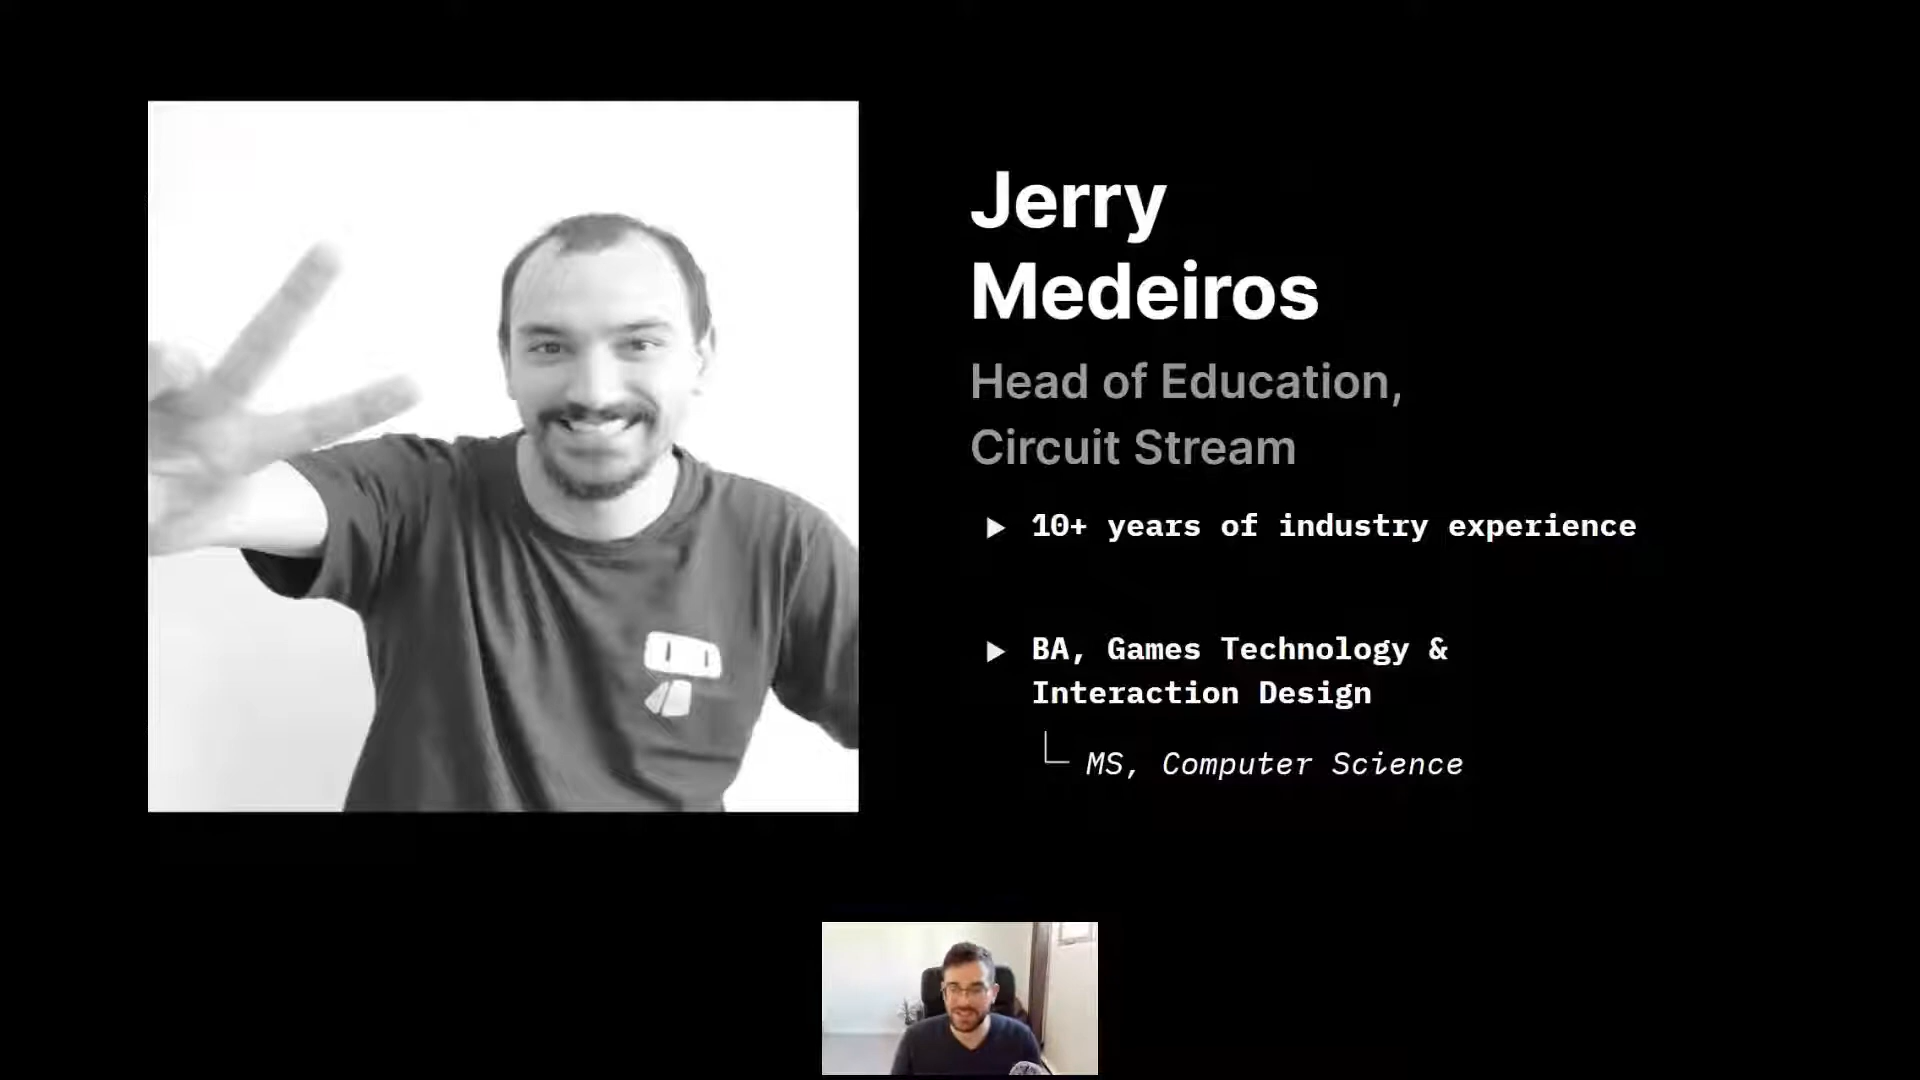 Jerry
Medeiros
Head of Education,
Circuit Stream
▶ 10+ years of industry experience
▶ BA, Games Technology &
Interaction Design
MS, Computer Science